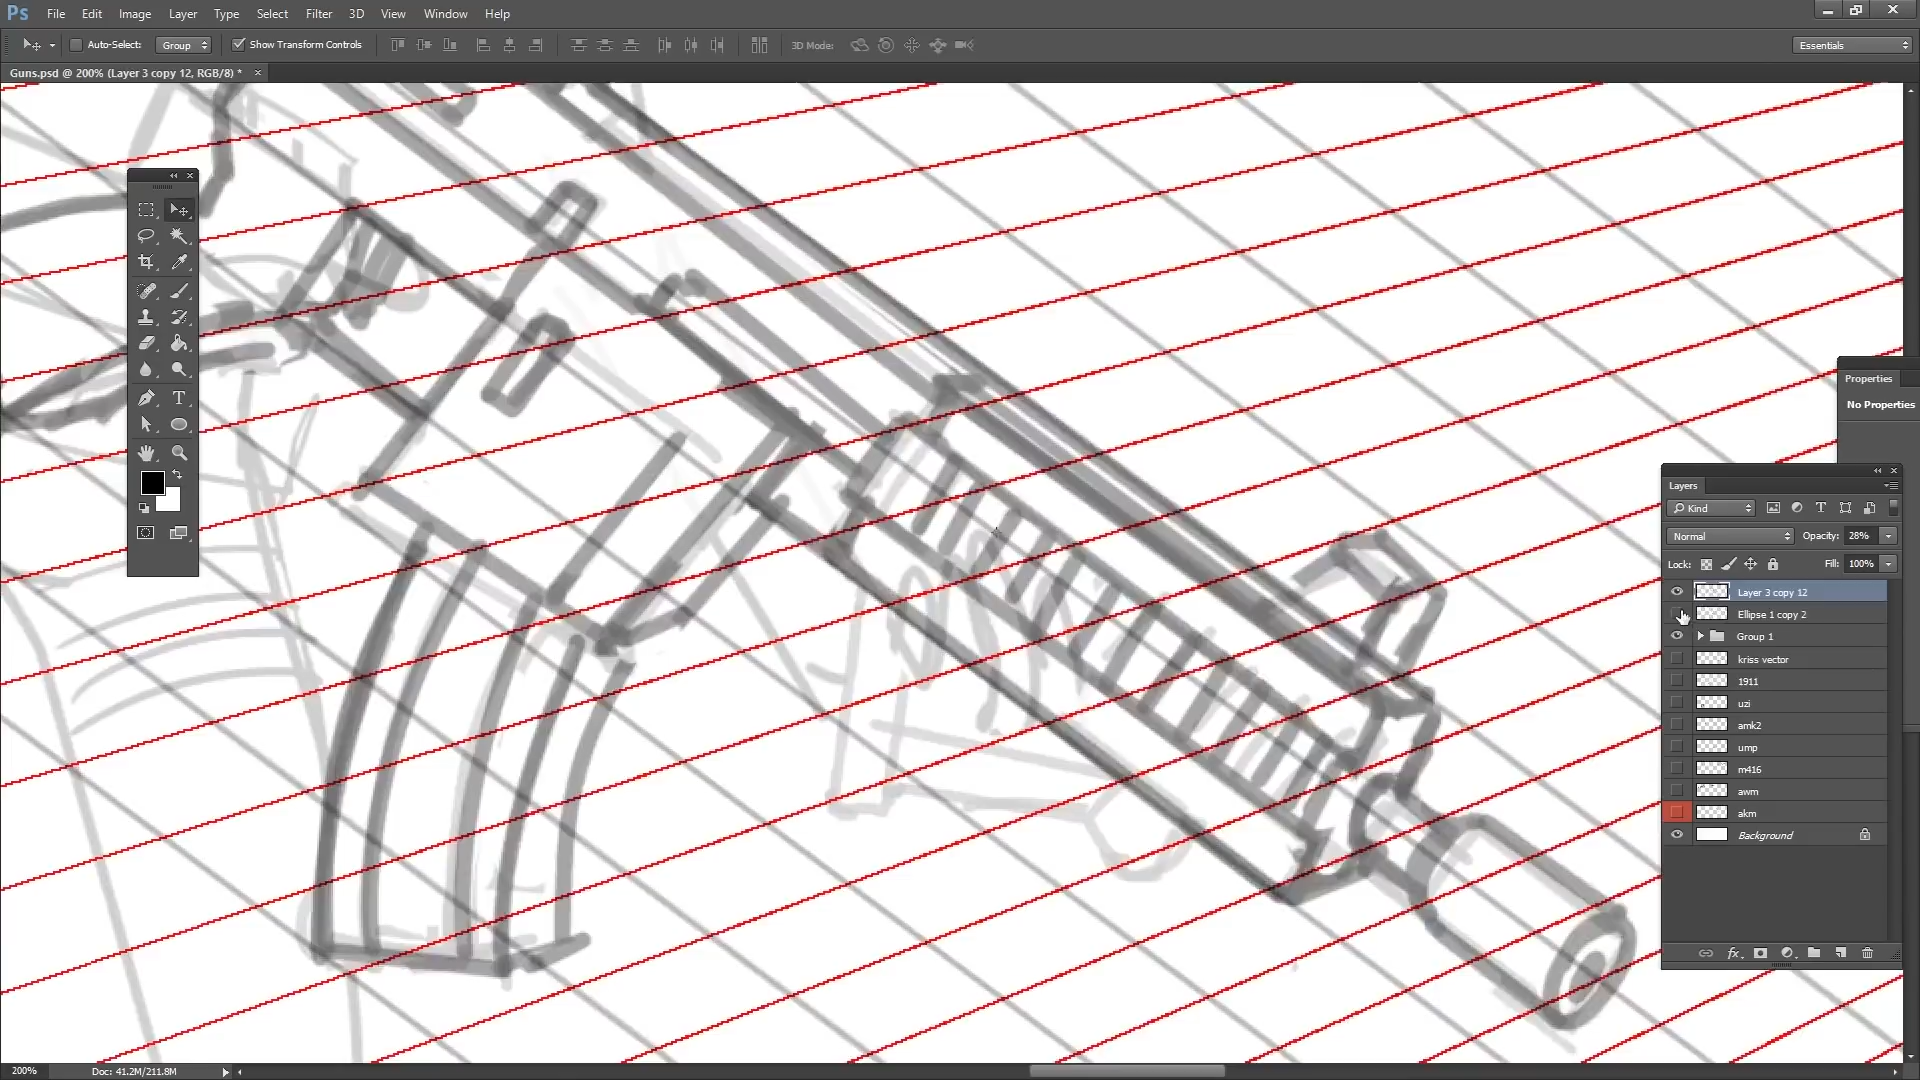 Ps File Edit Image Layer Type Select Filter 3D View Window Help
Auto-Select: Group Show Transform Controls 3D Mode: Essentials
Guns.psd @ 200% (Layer 3 copy 12, RGB/8) * ×
Properties
No Properties
Layers
Kind
Normal Opacity: 28%
Lock: Fill: 100%
Layer 3 copy 12
Ellipse 1 copy 2
Group 1
kriss vector
1911
uzi
amk2
ump
m416
awm
akm
Background
fx
200% Doc: 41.2M/211.8M